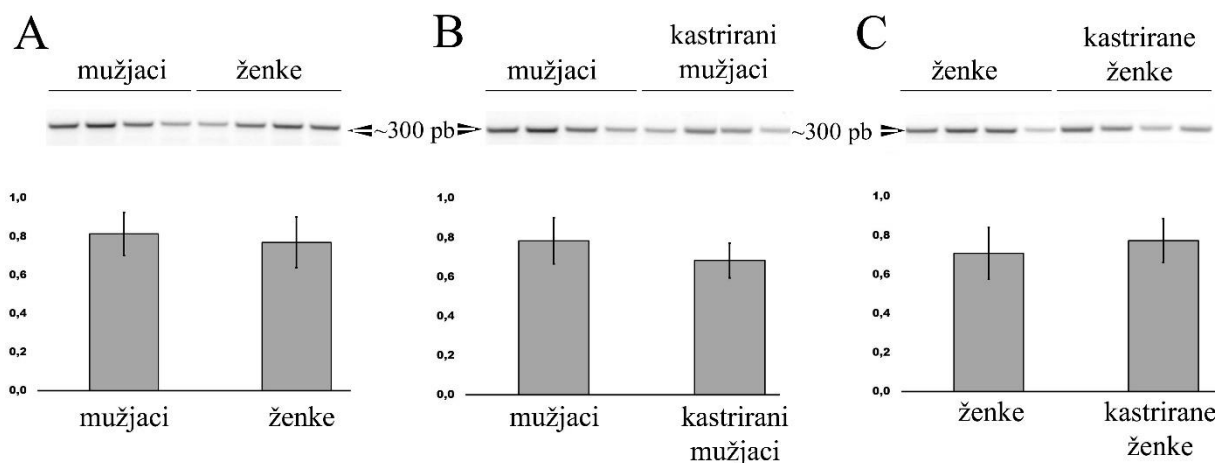 A
mužjaci
ženke
~300 pb
1,0
0,8
0,6
0,4
0,2
0,0
mužjaci
ženke
B
mužjaci
kastrirani
mužjaci
~300 pb
1,0
0,8
0,6
0,4
0,2
0,0
mužjaci
kastrirani
mužjaci
C
ženke
kastrirane
ženke
1,0
0,8
0,6
0,4
0,2
0,0
ženke
kastrirane
ženke